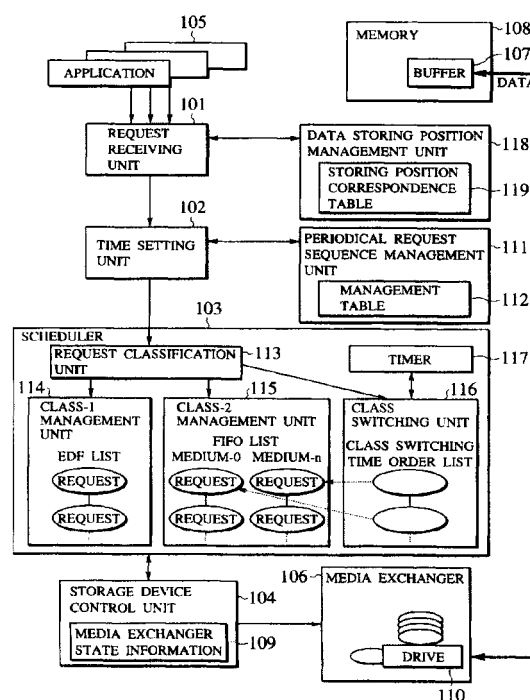 105
APPLICATION
101
REQUEST
RECEIVING
UNIT
102
TIME SETTING
UNIT
MEMORY
108
107
BUFFER
DATA
DATA STORING POSITION
MANAGEMENT UNIT
118
STORING POSITION
CORRESPONDENCE
TABLE
119
PERIODICAL REQUEST
SEQUENCE MANAGEMENT
UNIT
111
MANAGEMENT
TABLE
112
103
SCHEDULER
REQUEST CLASSIFICATION
UNIT
113
TIMER
117
114
CLASS-1
MANAGEMENT
UNIT
EDF LIST
REQUEST
REQUEST
115
CLASS-2
MANAGEMENT UNIT
FIFO LIST
MEDIUM-0 MEDIUM-n
REQUEST REQUEST
REQUEST REQUEST
116
CLASS
SWITCHING UNIT
CLASS SWITCHING
TIME ORDER LIST
STORAGE DEVICE
CONTROL UNIT
104
MEDIA EXCHANGER
STATE INFORMATION
109
106
MEDIA EXCHANGER
DRIVE
110